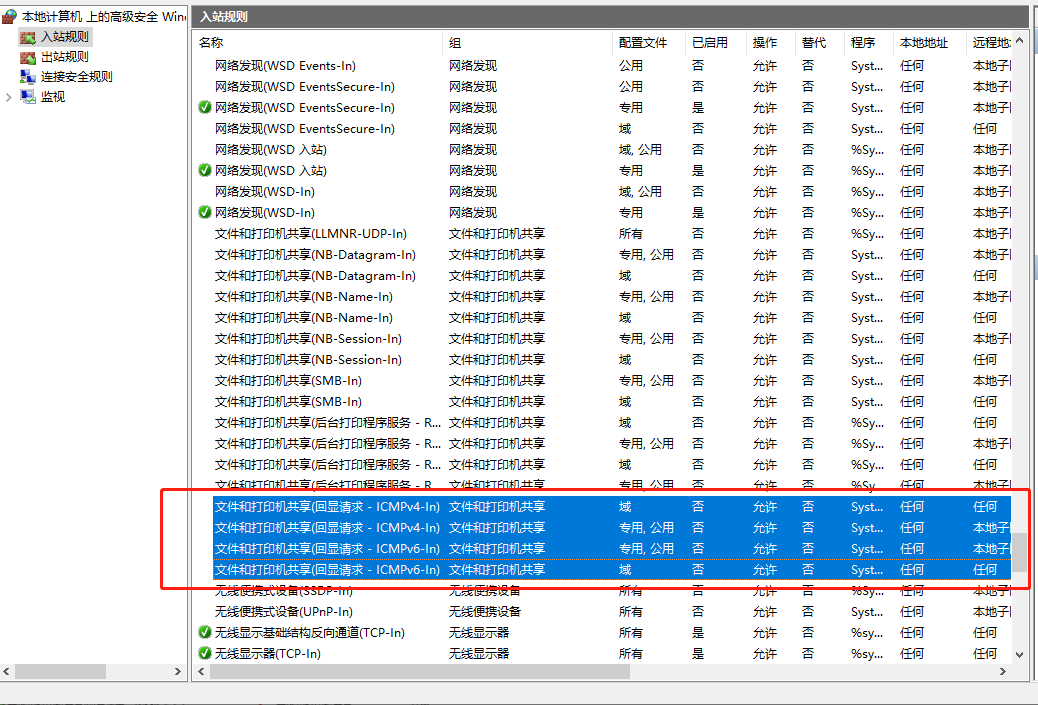 本地计算机 上的高级安全 Win
入站规则
出站规则
连接安全规则
监视
入站规则
名称 组 配置文件 已启用 操作 替代 程序 本地地址 远程地
网络发现(WSD Events-In) 网络发现 公用 否 允许 否 Syst... 任何 本地子
网络发现(WSD EventsSecure-In) 网络发现 公用 否 允许 否 Syst... 任何 本地子
网络发现(WSD EventsSecure-In) 网络发现 专用 是 允许 否 Syst... 任何 本地子
网络发现(WSD EventsSecure-In) 网络发现 域 否 允许 否 Syst... 任何 任何
网络发现(WSD 入站) 网络发现 域, 公用 否 允许 否 %Sy... 任何 本地子
网络发现(WSD 入站) 网络发现 专用 是 允许 否 %Sy... 任何 本地子
网络发现(WSD-In) 网络发现 域, 公用 否 允许 否 %Sy... 任何 本地子
网络发现(WSD-In) 网络发现 专用 是 允许 否 %Sy... 任何 本地子
文件和打印机共享(LLMNR-UDP-In) 文件和打印机共享 所有 否 允许 否 %Sy... 任何 本地子
文件和打印机共享(NB-Datagram-In) 文件和打印机共享 专用, 公用 否 允许 否 Syst... 任何 本地子
文件和打印机共享(NB-Datagram-In) 文件和打印机共享 域 否 允许 否 Syst... 任何 任何
文件和打印机共享(NB-Name-In) 文件和打印机共享 专用, 公用 否 允许 否 Syst... 任何 本地子
文件和打印机共享(NB-Name-In) 文件和打印机共享 域 否 允许 否 Syst... 任何 任何
文件和打印机共享(NB-Session-In) 文件和打印机共享 专用, 公用 否 允许 否 Syst... 任何 本地子
文件和打印机共享(NB-Session-In) 文件和打印机共享 域 否 允许 否 Syst... 任何 任何
文件和打印机共享(SMB-In) 文件和打印机共享 专用, 公用 否 允许 否 Syst... 任何 本地子
文件和打印机共享(SMB-In) 文件和打印机共享 域 否 允许 否 Syst... 任何 任何
文件和打印机共享(后台打印程序服务 - R... 文件和打印机共享 域 否 允许 否 %Sy... 任何 任何
文件和打印机共享(后台打印程序服务 - R... 文件和打印机共享 专用, 公用 否 允许 否 %Sy... 任何 本地子
文件和打印机共享(后台打印程序服务 - R... 文件和打印机共享 域 否 允许 否 %Sy... 任何 任何
文件和打印机共享(后台打印程序服务 - R 文件和打印机共享 专用, 公用 否 允许 否 %Sy 任何 本地子
文件和打印机共享(回显请求 - ICMPv4-In) 文件和打印机共享 域 否 允许 否 Syst... 任何 任何
文件和打印机共享(回显请求 - ICMPv4-In) 文件和打印机共享 专用, 公用 否 允许 否 Syst... 任何 本地子
文件和打印机共享(回显请求 - ICMPv6-In) 文件和打印机共享 专用, 公用 否 允许 否 Syst... 任何 本地子
文件和打印机共享(回显请求 - ICMPv6-In) 文件和打印机共享 域 否 允许 否 Syst... 任何 任何
无线便携式设备(SSDP-In) 无线便携设备 所有 否 允许 否 %Sy... 任何 本地子
无线便携式设备(UPnP-In) 无线便携设备 所有 否 允许 否 Syst... 任何 本地子
无线显示基础结构反向通道(TCP-In) 无线显示器 所有 是 允许 否 %sy... 任何 任何
无线显示器(TCP-In) 无线显示器 所有 是 允许 否 %sy... 任何 任何